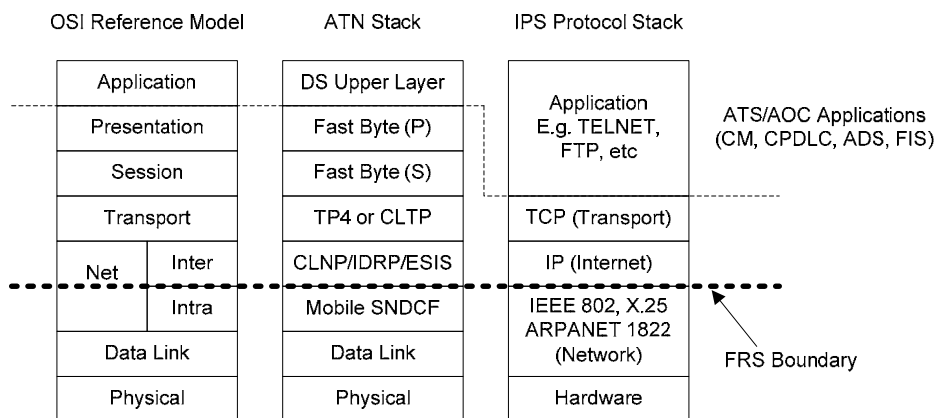 OSI Reference Model
ATN Stack
IPS Protocol Stack
Application
Presentation
Session
Transport
Net
Inter
Intra
Data Link
Physical
DS Upper Layer
Fast Byte (P)
Fast Byte (S)
TP4 or CLTP
CLNP/IDRP/ESIS
Mobile SNDCF
Data Link
Physical
Application
E.g. TELNET,
FTP, etc
TCP (Transport)
IP (Internet)
IEEE 802, X.25
ARPANET 1822
(Network)
Hardware
ATS/AOC Applications
(CM, CPDLC, ADS, FIS)
FRS Boundary